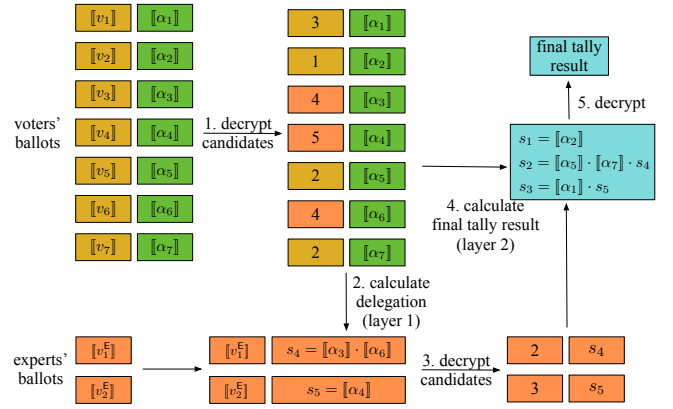 voters'
ballots
⟦v₁⟧ ⟦α₁⟧
⟦v₂⟧ ⟦α₂⟧
⟦v₃⟧ ⟦α₃⟧
⟦v₄⟧ ⟦α₄⟧
⟦v₅⟧ ⟦α₅⟧
⟦v₆⟧ ⟦α₆⟧
⟦v₇⟧ ⟦α₇⟧
1. decrypt
candidates
3 ⟦α₁⟧
1 ⟦α₂⟧
4 ⟦α₃⟧
5 ⟦α₄⟧
2 ⟦α₅⟧
4 ⟦α₆⟧
2 ⟦α₇⟧
2. calculate
delegation
(layer 1)
experts'
ballots
⟦v₁ᴱ⟧
⟦v₂ᴱ⟧
⟦v₁ᴱ⟧ s₄ = ⟦α₃⟧ · ⟦α₆⟧
⟦v₂ᴱ⟧ s₅ = ⟦α₄⟧
3. decrypt
candidates
2 s₄
3 s₅
4. calculate
final tally result
(layer 2)
s₁ = ⟦α₂⟧
s₂ = ⟦α₅⟧ · ⟦α₇⟧ · s₄
s₃ = ⟦α₁⟧ · s₅
5. decrypt
final tally
result